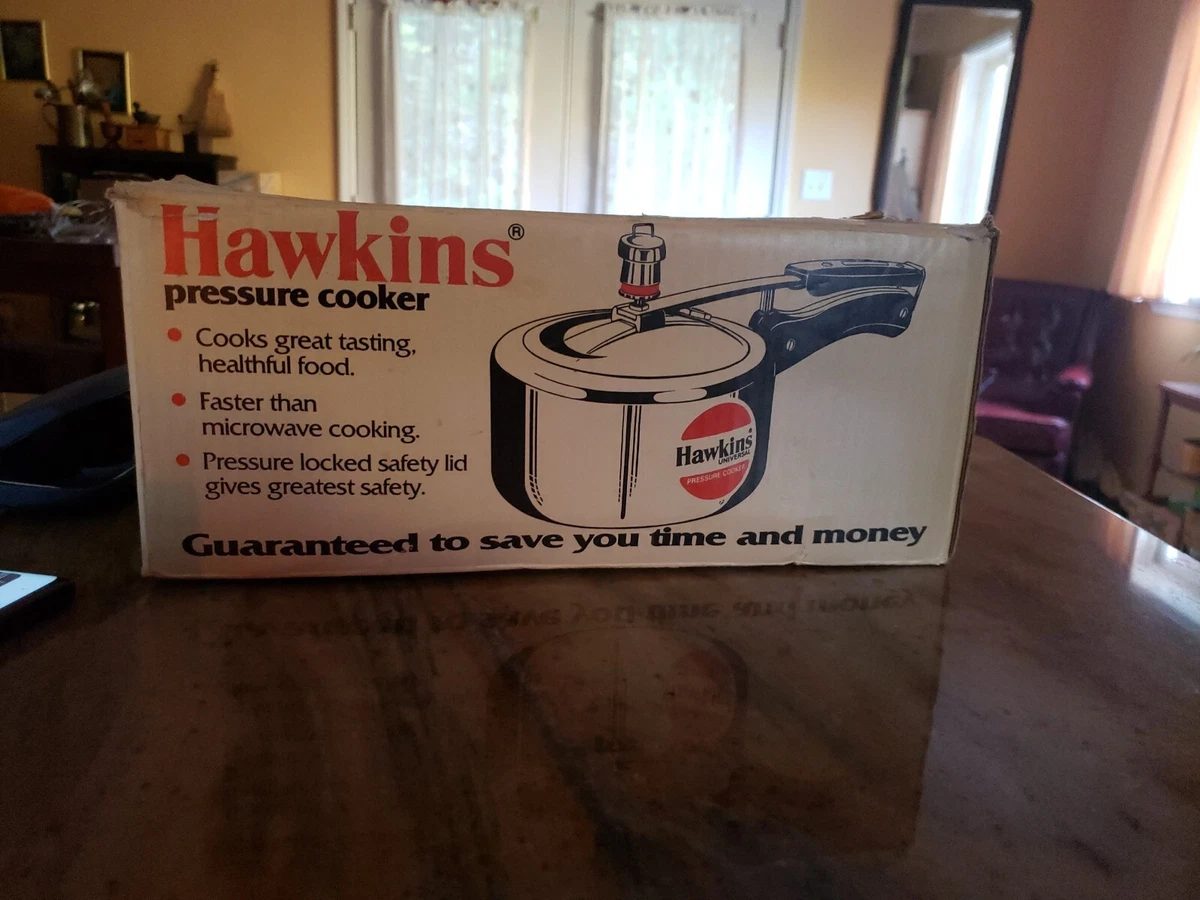 Hawkins®
pressure cooker
• Cooks great tasting,
healthful food.
• Faster than
microwave cooking.
• Pressure locked safety lid
gives greatest safety.
Hawkins
UNIVERSAL
PRESSURE COOKER
Guaranteed to save you time and money